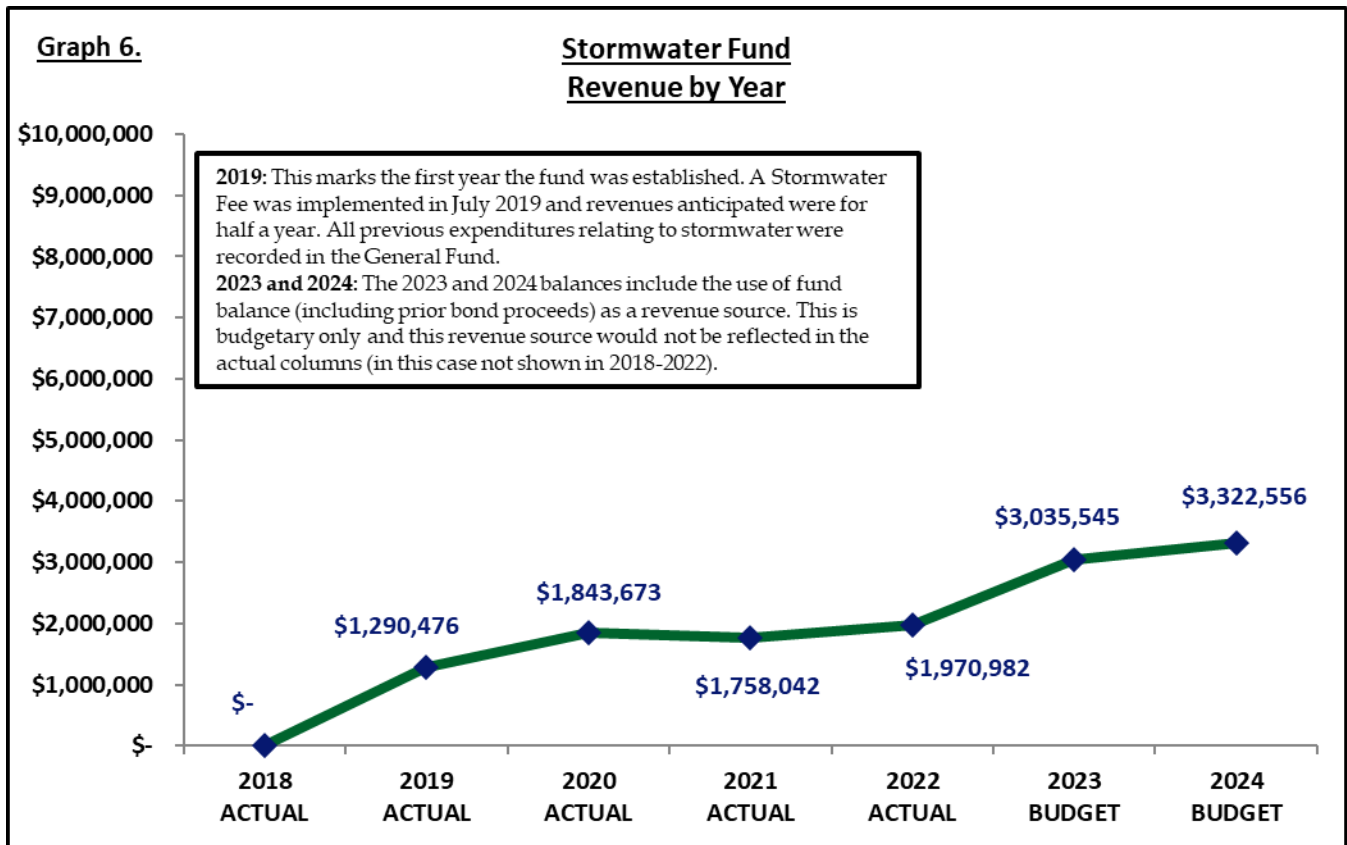 Graph 6.
Stormwater Fund
Revenue by Year
$10,000,000
$9,000,000
$8,000,000
$7,000,000
$6,000,000
$5,000,000
$4,000,000
$3,000,000
$2,000,000
$1,000,000
$-
2019: This marks the first year the fund was established. A Stormwater
Fee was implemented in July 2019 and revenues anticipated were for
half a year. All previous expenditures relating to stormwater were
recorded in the General Fund.
2023 and 2024: The 2023 and 2024 balances include the use of fund
balance (including prior bond proceeds) as a revenue source. This is
budgetary only and this revenue source would not be reflected in the
actual columns (in this case not shown in 2018-2022).
$-
$1,290,476
$1,843,673
$1,758,042
$1,970,982
$3,035,545
$3,322,556
2018 ACTUAL
2019 ACTUAL
2020 ACTUAL
2021 ACTUAL
2022 ACTUAL
2023 BUDGET
2024 BUDGET